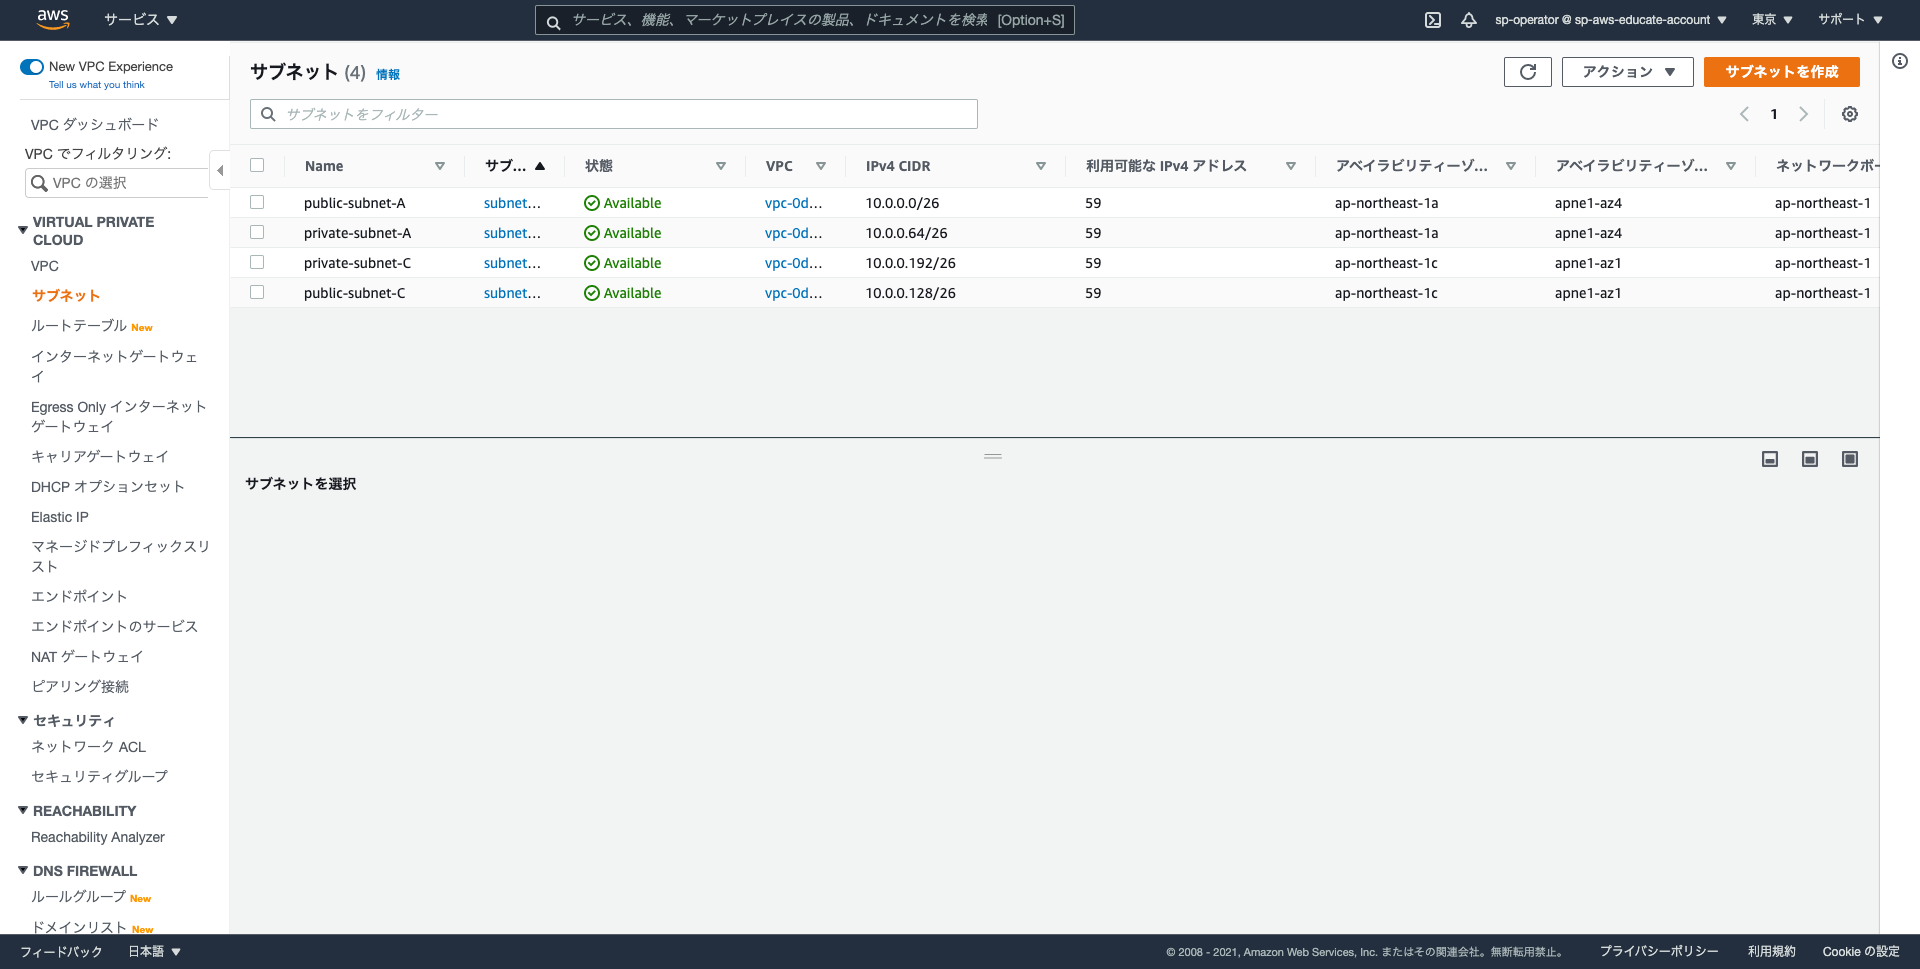 aws サービス ▼ サービス、機能、マーケットプレイスの製品、ドキュメントを検索 [Option+S] sp-operator @ sp-aws-educate-account ▼ 東京 ▼ サポート ▼
New VPC Experience
Tell us what you think
VPC ダッシュボード
VPC でフィルタリング:
VPC の選択
VIRTUAL PRIVATE
CLOUD
VPC
サブネット
ルートテーブル New
インターネットゲートウェ
イ
Egress Only インターネット
ゲートウェイ
キャリアゲートウェイ
DHCP オプションセット
Elastic IP
マネージドプレフィックスリ
スト
エンドポイント
エンドポイントのサービス
NAT ゲートウェイ
ピアリング接続
セキュリティ
ネットワーク ACL
セキュリティグループ
REACHABILITY
Reachability Analyzer
DNS FIREWALL
ルールグループ New
ドメインリスト New
サブネット (4) 情報
アクション ▼ サブネットを作成
サブネットをフィルター
1
Name サブ... ▲ 状態 VPC IPv4 CIDR 利用可能な IPv4 アドレス アベイラビリティーゾ... アベイラビリティーゾ... ネットワークボー
public-subnet-A subnet... Available vpc-0d... 10.0.0.0/26 59 ap-northeast-1a apne1-az4 ap-northeast-1
private-subnet-A subnet... Available vpc-0d... 10.0.0.64/26 59 ap-northeast-1a apne1-az4 ap-northeast-1
private-subnet-C subnet... Available vpc-0d... 10.0.0.192/26 59 ap-northeast-1c apne1-az1 ap-northeast-1
public-subnet-C subnet... Available vpc-0d... 10.0.0.128/26 59 ap-northeast-1c apne1-az1 ap-northeast-1
サブネットを選択
フィードバック 日本語 ▼ © 2008 - 2021, Amazon Web Services, Inc. またはその関連会社。無断転用禁止。 プライバシーポリシー 利用規約 Cookie の設定